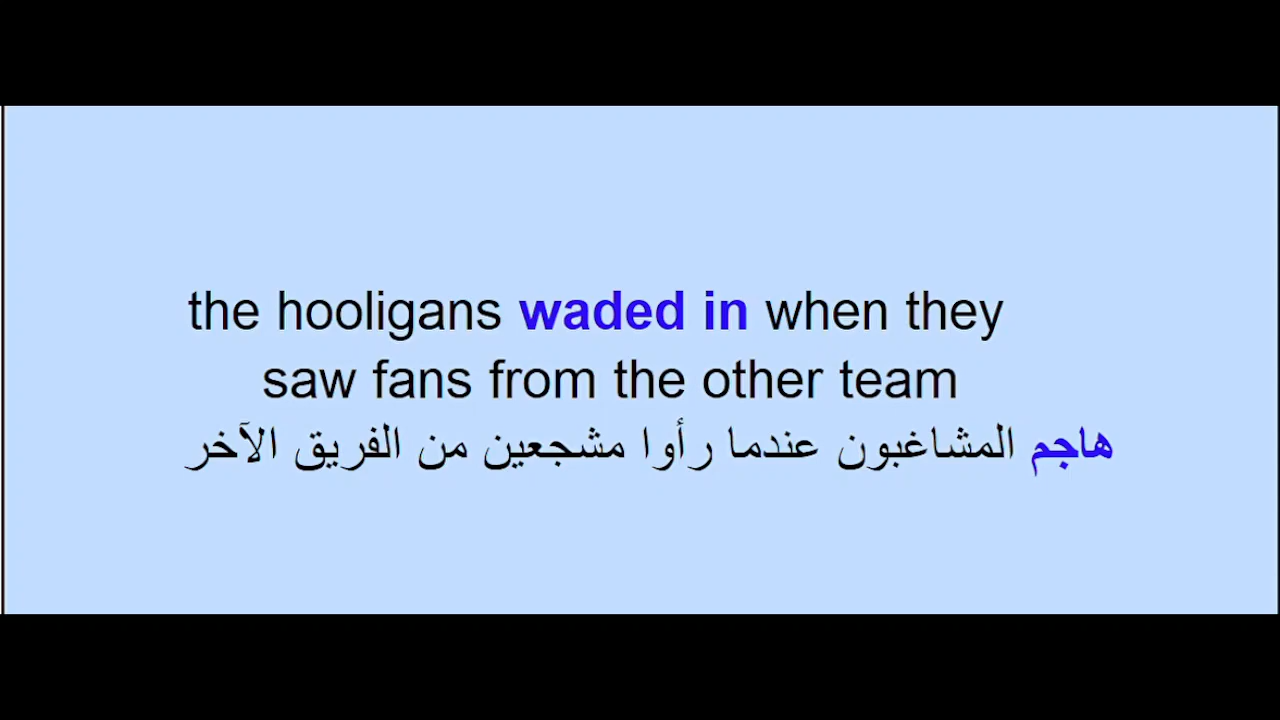 the hooligans waded in when they
saw fans from the other team
هاجم المشاغبون عندما رأوا مشجعين من الفريق الآخر